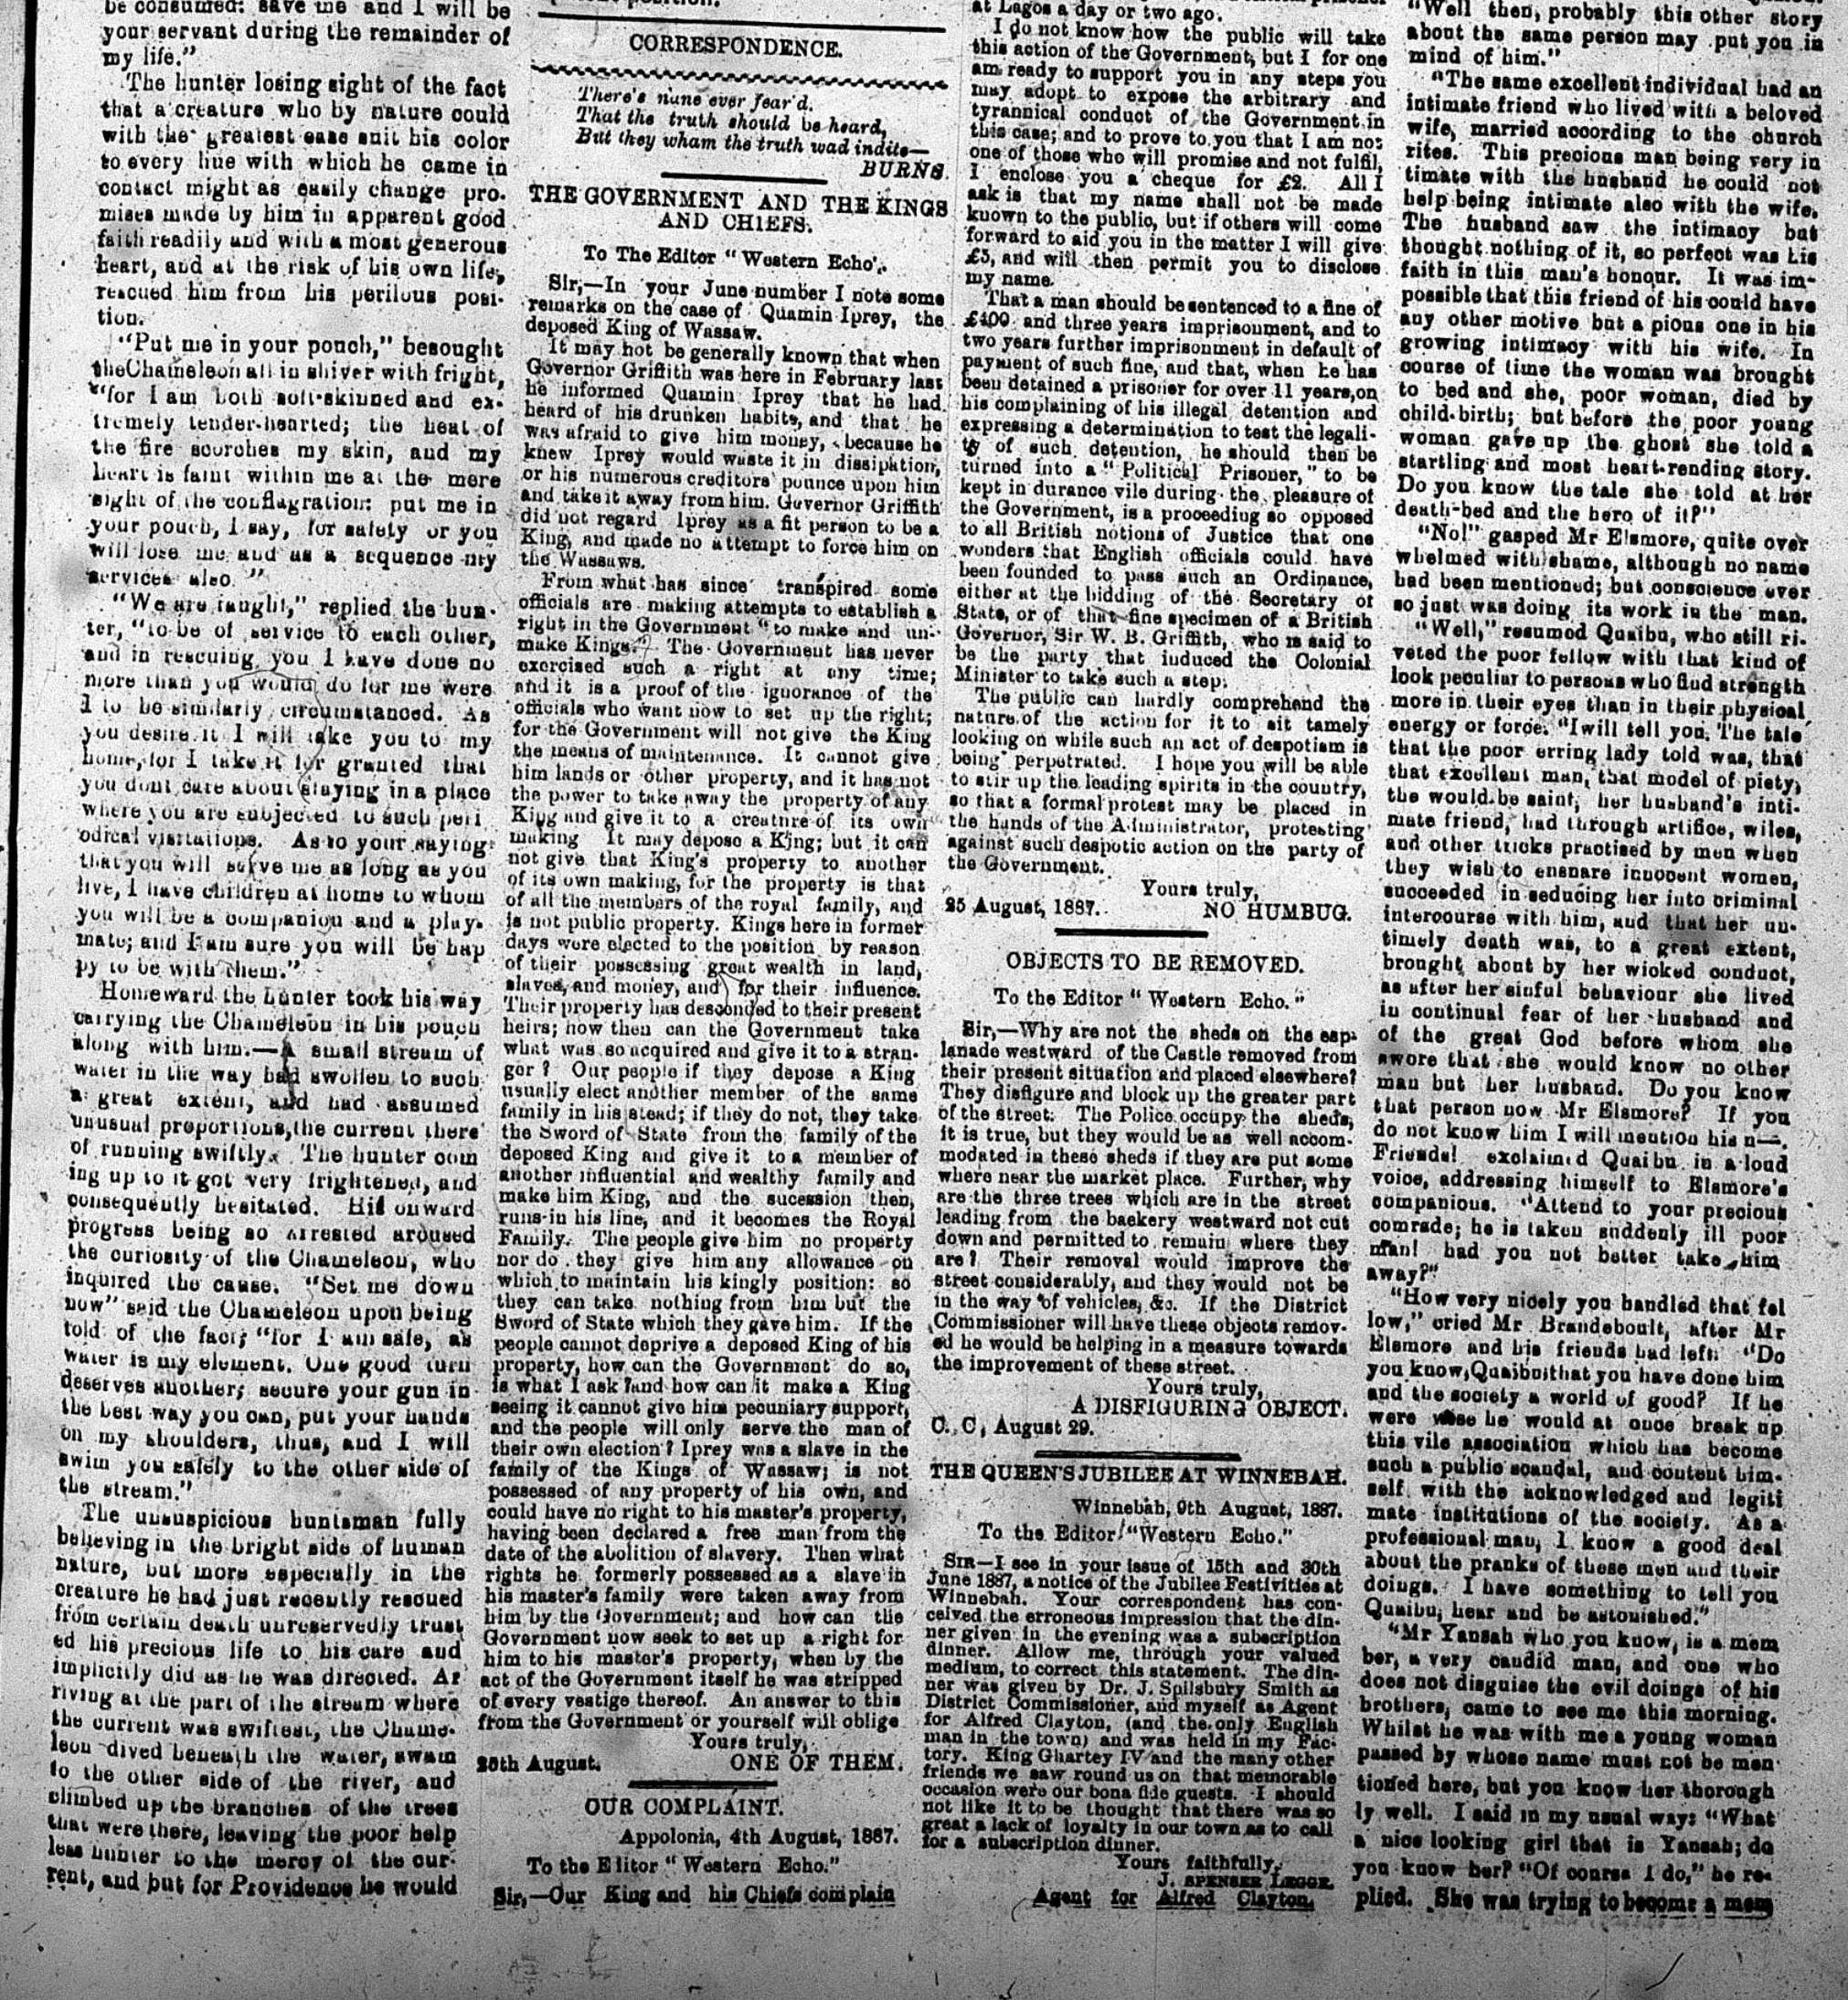 be consumed: save me and I will be
your servant during the remainder of
my life."
The hunter losing sight of the fact
that a creature who by nature could
with the greatest ease suit his color
to every hue with which he came in
contact might as easily change pro-
mises made by him in apparent good
faith readily and with a most generous
heart, and at the risk of his own life,
rescued him from his perilous posi-
tion.
"Put me in your pouch," besought
the Chameleon all in shiver with fright,
"for I am both soft-skinned and ex-
tremely tender-hearted; the heat of
the fire scorches my skin, and my
heart is faint within me at the mere
sight of the conflagration: put me in
your pouch, I say, for safety or you
will lose me and as a sequence my
services also."
"We are taught," replied the hun-
ter, "to be of service to each other,
and in rescuing you I have done no
more than you would do for me were
I to be similarly circumstanced. As
you desire it I will take you to my
home, for I take it for granted that
you dont care about staying in a place
where you are subjected to such peri
odical visitations. As to your saying
that you will serve me as long as you
live, I have children at home to whom
you will be a companion and a play-
mate; and I am sure you will be hap
py to be with them."
Homeward the hunter took his way
carrying the Chameleon in his pouch
along with him.—A small stream of
water in the way had swollen to such
a great extent, and had assumed
unusual proportions, the current there
of running swiftly. The hunter com
ing up to it got very frightened, and
consequently hesitated. His onward
progress being so arrested aroused
the curiosity of the Chameleon, who
inquired the cause. "Set me down
now" said the Chameleon upon being
told of the fact; "for I am safe, as
water is my element. One good turn
deserves another; secure your gun in
the best way you can, put your hands
on my shoulders, thus, and I will
swim you safely to the other side of
the stream."
The unsuspicious huntsman fully
believing in the bright side of human
nature, but more especially in the
creature he had just recently rescued
from certain death unreservedly trust
ed his precious life to his care and
implicitly did as he was directed. Ar
riving at the part of the stream where
the current was swiftest, the Chame-
leon dived beneath the water, swam
to the other side of the river, and
climbed up the branches of the trees
that were there, leaving the poor help
less hunter to the mercy of the cur-
rent, and but for Providence he would
CORRESPONDENCE.
There's nane ever fear'd,
That the truth should be heard,
But they wham the truth wad indite—
BURNS.
THE GOVERNMENT AND THE KINGS
AND CHIEFS.
To The Editor "Western Echo".
Sir,—In your June number I note some
remarks on the case of Quamin Iprey, the
deposed King of Wassaw.
It may not be generally known that when
Governor Griffith was here in February last
he informed Quamin Iprey that he had
heard of his drunken habits, and that he
was afraid to give him money, because he
knew Iprey would waste it in dissipation,
or his numerous creditors pounce upon him
and take it away from him. Governor Griffith
did not regard Iprey as a fit person to be a
King, and made no attempt to force him on
the Wassaws.
From what has since transpired some
officials are making attempts to establish a
right in the Government "to make and un-
make Kings." The Government has never
exercised such a right at any time;
and it is a proof of the ignorance of the
officials who want now to set up the right;
for the Government will not give the King
the means of maintenance. It cannot give
him lands or other property, and it has not
the power to take away the property of any
King and give it to a creature of its own
making It may depose a King; but it can
not give that King's property to another
of its own making, for the property is that
of all the members of the royal family, and
is not public property. Kings here in former
days were elected to the position by reason
of their possessing great wealth in land,
slaves, and money, and for their influence.
Their property has descended to their present
heirs; how then can the Government take
what was so acquired and give it to a stran-
ger? Our people if they depose a King
usually elect another member of the same
family in his stead; if they do not, they take
the Sword of State from the family of the
deposed King and give it to a member of
another influential and wealthy family and
make him King, and the sucession then,
runs in his line, and it becomes the Royal
Family. The people give him no property
nor do they give him any allowance on
which to maintain his kingly position: so
they can take nothing from him but the
Sword of State which they gave him. If the
people cannot deprive a deposed King of his
property, how can the Government do so,
is what I ask? and how can it make a King
seeing it cannot give him pecuniary support,
and the people will only serve the man of
their own election? Iprey was a slave in the
family of the Kings of Wassaw; is not
possessed of any property of his own, and
could have no right to his master's property,
having been declared a free man from the
date of the abolition of slavery. Then what
rights he formerly possessed as a slave in
his master's family were taken away from
him by the Government; and how can the
Government now seek to set up a right for
him to his master's property, when by the
act of the Government itself he was stripped
of every vestige thereof. An answer to this
from the Government or yourself will oblige
Yours truly,
25th August. ONE OF THEM.
OUR COMPLAINT.
Appolonia, 4th August, 1887.
To the Elitor "Western Echo."
Sir,—Our King and his Chiefs complain
at Lagos a day or two ago.
I do not know how the public will take
this action of the Government, but I for one
am ready to support you in any steps you
may adopt to expose the arbitrary and
tyrannical conduct of the Government in
this case; and to prove to you that I am not
one of those who will promise and not fulfil,
I enclose you a cheque for £2. All I
ask is that my name shall not be made
known to the public, but if others will come
forward to aid you in the matter I will give
£5, and will then permit you to disclose
my name.
That a man should be sentenced to a fine of
£400 and three years imprisonment, and to
two years further imprisonment in default of
payment of such fine, and that, when he has
been detained a prisoner for over 11 years, on
his complaining of his illegal detention and
expressing a determination to test the legali-
ty of such detention, he should then be
turned into a "Political Prisoner," to be
kept in durance vile during the pleasure of
the Government, is a proceeding so opposed
to all British notions of Justice that one
wonders that English officials could have
been founded to pass such an Ordinance,
either at the bidding of the Secretary of
State, or of that fine specimen of a British
Governor, Sir W. B. Griffith, who is said to
be the party that induced the Colonial
Minister to take such a step.
The public can hardly comprehend the
nature of the action for it to sit tamely
looking on while such an act of despotism is
being perpetrated. I hope you will be able
to stir up the leading spirits in the country,
so that a formal protest may be placed in
the hands of the Administrator, protesting
against such despotic action on the party of
the Government.
Yours truly,
25 August, 1887. NO HUMBUG.
OBJECTS TO BE REMOVED.
To the Editor "Western Echo."
Sir,—Why are not the sheds on the esp-
lanade westward of the Castle removed from
their present situation and placed elsewhere?
They disfigure and block up the greater part
of the street. The Police occupy the sheds,
it is true, but they would be as well accom-
modated in these sheds if they are put some
where near the market place. Further, why
are the three trees which are in the street
leading from the baekery westward not cut
down and permitted to remain where they
are? Their removal would improve the
street considerably, and they would not be
in the way of vehicles, &c. If the District
Commissioner will have these objects remov-
ed he would be helping in a measure towards
the improvement of these street.
Yours truly,
A DISFIGURING OBJECT.
C. C, August 29.
THE QUEEN'S JUBILEE AT WINNEBAH.
Winnebah, 9th August, 1887.
To the Editor "Western Echo."
SIR—I see in your issue of 15th and 30th
June 1887, a notice of the Jubilee Festivities at
Winnebah. Your correspondent has con-
ceived the erroneous impression that the din-
ner given in the evening was a subscription
dinner. Allow me, through your valued
medium, to correct this statement. The din-
ner was given by Dr. J. Spilsbury Smith as
District Commissioner, and myself as Agent
for Alfred Clayton, (and the only English
man in the town) and was held in my Fac-
tory. King Ghartey IV and the many other
friends we saw round us on that memorable
occasion were our bona fide guests. I should
not like it to be thought that there was so
great a lack of loyalty in our town as to call
for a subscription dinner.
Yours faithfully,
J. SPENSER LEGGE
Agent for Alfred Clayton.
"Well then, probably this other story
about the same person may put you in
mind of him."
"The same excellent individual had an
intimate friend who lived with a beloved
wife, married according to the church
rites. This precious man being very in
timate with the husband he could not
help being intimate also with the wife.
The husband saw the intimacy but
thought nothing of it, so perfect was his
faith in this man's honour. It was im-
possible that this friend of his could have
any other motive but a pious one in his
growing intimacy with his wife. In
course of time the woman was brought
to bed and she, poor woman, died by
child-birth; but before the poor young
woman gave up the ghost she told a
startling and most heart-rending story.
Do you know the tale she told at her
death-bed and the hero of it?"
"No!" gasped Mr Elsmore, quite over
whelmed with shame, although no name
had been mentioned; but conscience ever
so just was doing its work in the man.
"Well," resumed Quaibu, who still ri-
veted the poor fellow with that kind of
look peculiar to persons who find strength
more in their eyes than in their physical
energy or force. "I will tell you. The tale
that the poor erring lady told was, that
that excellent man, that model of piety,
the would-be saint, her husband's inti-
mate friend, had through artifice, wiles,
and other tricks practised by men when
they wish to ensnare innocent women,
succeeded in seducing her into criminal
intercourse with him, and that her un-
timely death was, to a great extent,
brought about by her wicked conduct,
as after her sinful behaviour she lived
in continual fear of her husband and
of the great God before whom she
swore that she would know no other
man but her husband. Do you know
that person now Mr Elsmore? If you
do not know him I will mention his n—.
Friends! exclaimed Quaibu in a loud
voice, addressing himself to Elsmore's
companions. "Attend to your precious
comrade; he is taken suddenly ill poor
man! had you not better take him
away?"
"How very nicely you handled that fel
low," cried Mr Brandeboult, after Mr
Elsmore and his friends had left: "Do
you know, Quaibu that you have done him
and the society a world of good? If he
were wise he would at once break up
this vile association which has become
such a public scandal, and content him-
self with the acknowledged and legiti
mate institutions of the society. As a
professional man, I know a good deal
about the pranks of these men and their
doings. I have something to tell you
Quaibu, hear and be astonished."
"Mr Yansah who you know, is a mem
ber, a very candid man, and one who
does not disguise the evil doings of his
brothers, came to see me this morning.
Whilst he was with me a young woman
passed by whose name must not be men
tioned here, but you know her thorough
ly well. I said in my usual way: "What
a nice looking girl that is Yansah; do
you know her? "Of course I do," he re-
plied. She was trying to become a mem